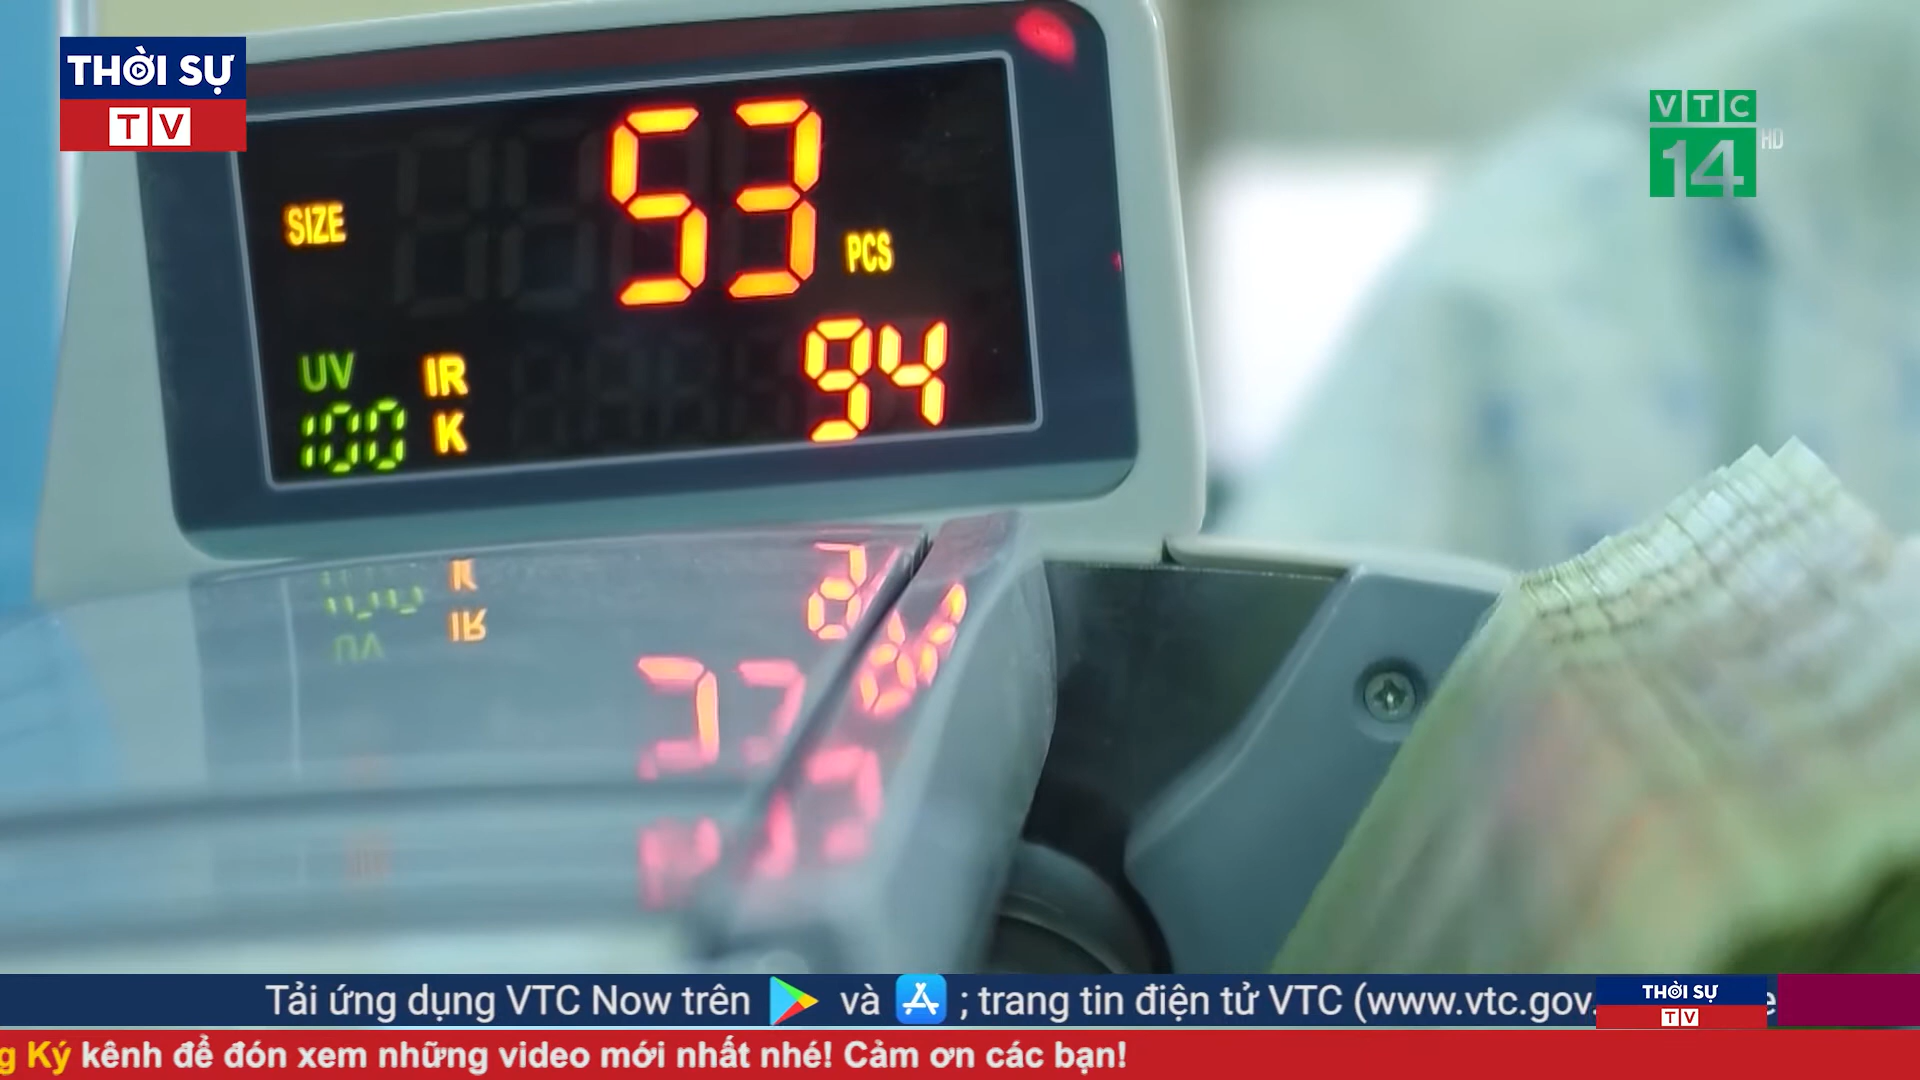 THỜI SỰ
TV
VTC
14 HD
53
SIZE
PCS
UV IR 94
100 K
Tải ứng dụng VTC Now trên và ; trang tin điện tử VTC (www.vtc.gov.
THỜI SỰ
TV
g Ký kênh để đón xem những video mới nhất nhé! Cảm ơn các bạn!